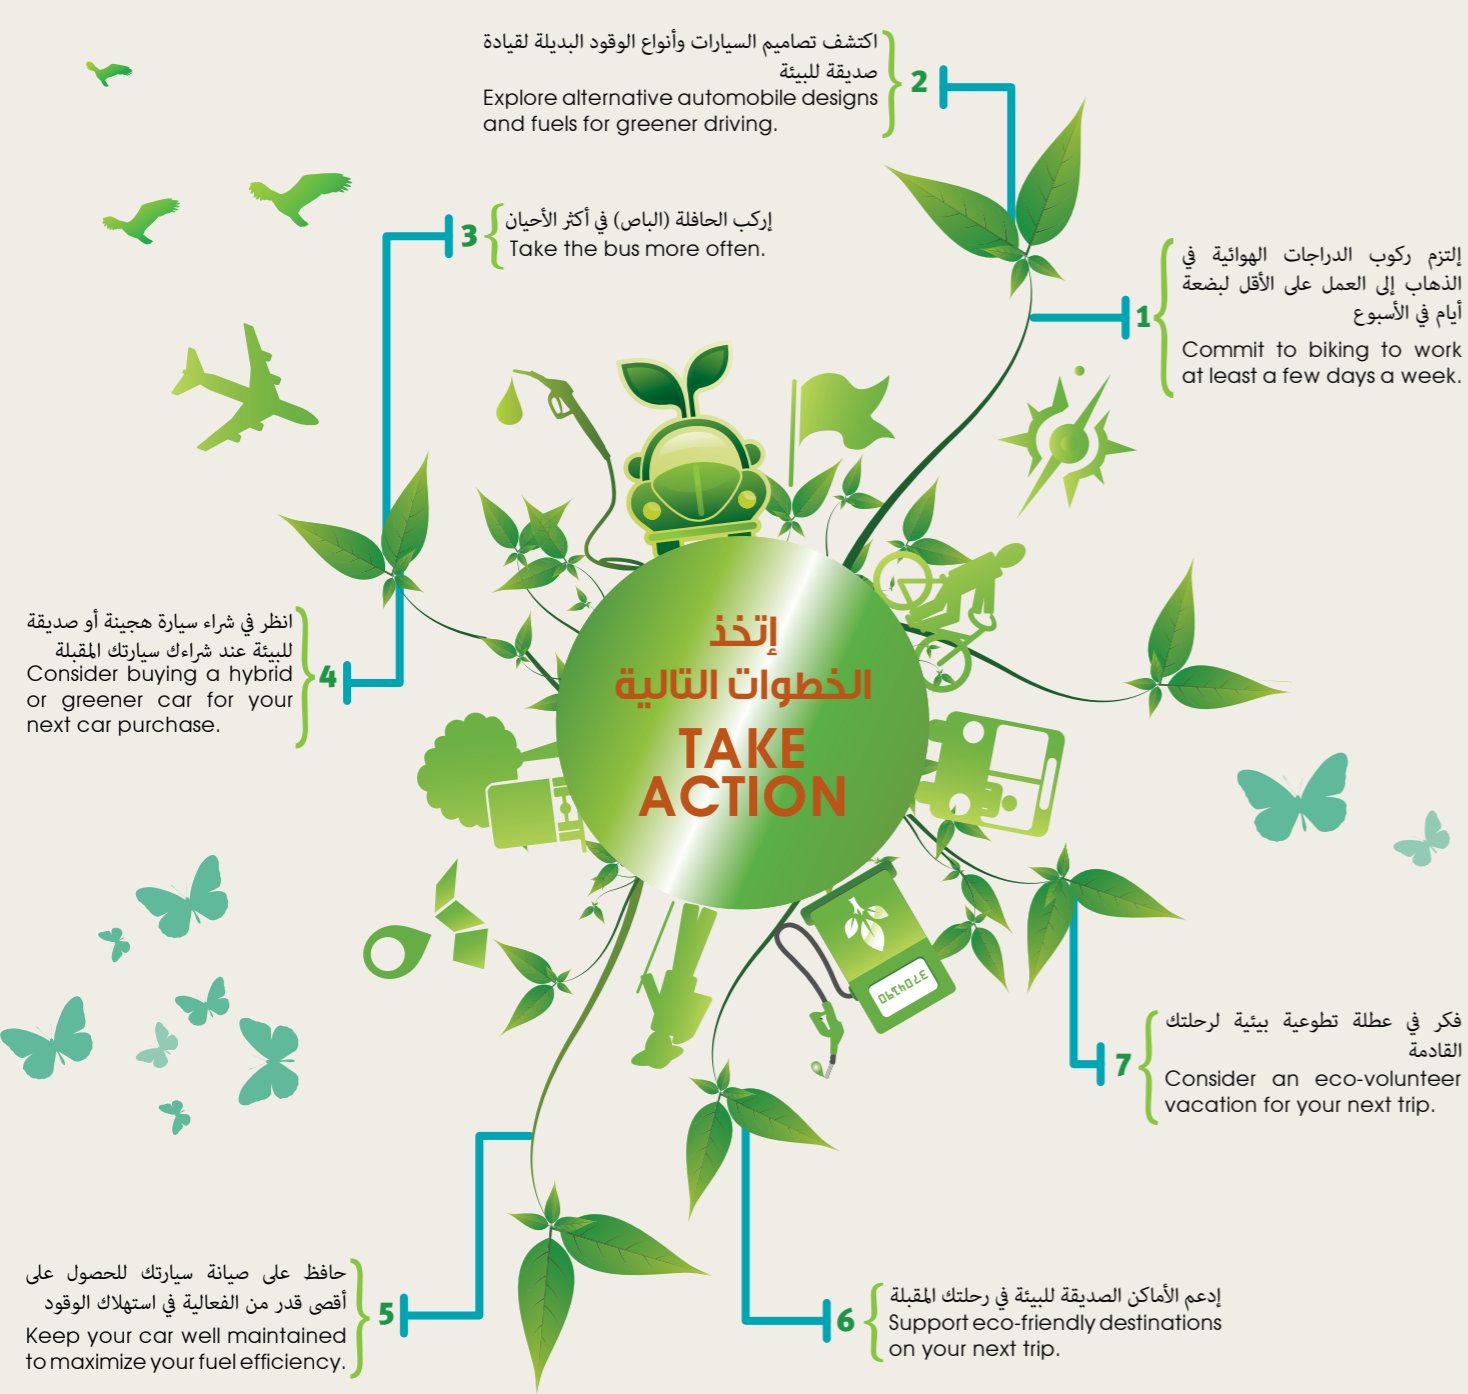 إتخذ
الخطوات التالية
TAKE
ACTION
1
إلتزم ركوب الدراجات الهوائية في
الذهاب إلى العمل على الأقل لبضعة
أيام في الأسبوع
Commit to biking to work
at least a few days a week.
2
اكتشف تصاميم السيارات وأنواع الوقود البديلة لقيادة
صديقة للبيئة
Explore alternative automobile designs
and fuels for greener driving.
3
إركب الحافلة (الباص) في أكثر الأحيان
Take the bus more often.
4
انظر في شراء سيارة هجينة أو صديقة
للبيئة عند شراءك سيارتك المقبلة
Consider buying a hybrid
or greener car for your
next car purchase.
5
حافظ على صيانة سيارتك للحصول على
أقصى قدر من الفعالية في استهلاك الوقود
Keep your car well maintained
to maximize your fuel efficiency.
6
إدعم الأماكن الصديقة للبيئة في رحلتك المقبلة
Support eco-friendly destinations
on your next trip.
7
فكر في عطلة تطوعية بيئية لرحلتك
القادمة
Consider an eco-volunteer
vacation for your next trip.